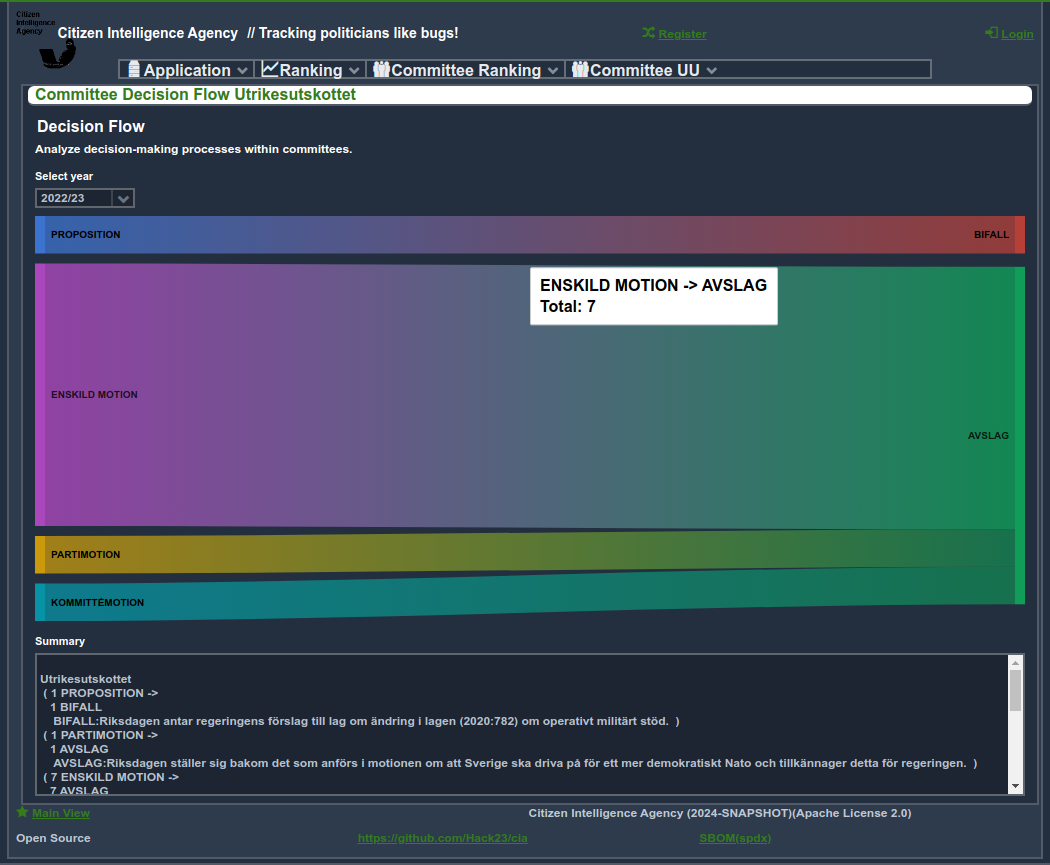 Citizen
Intelligence
Agency
Citizen Intelligence Agency // Tracking politicians like bugs!
Register
Login
Application
Ranking
Committee Ranking
Committee UU
Committee Decision Flow Utrikesutskottet
Decision Flow
Analyze decision-making processes within committees.
Select year
2022/23
PROPOSITION
BIFALL
ENSKILD MOTION -> AVSLAG
Total: 7
ENSKILD MOTION
AVSLAG
PARTIMOTION
KOMMITTÉMOTION
Summary
Utrikesutskottet
( 1 PROPOSITION ->
1 BIFALL
BIFALL:Riksdagen antar regeringens förslag till lag om ändring i lagen (2020:782) om operativt militärt stöd. )
( 1 PARTIMOTION ->
1 AVSLAG
AVSLAG:Riksdagen ställer sig bakom det som anförs i motionen om att Sverige ska driva på för ett mer demokratiskt Nato och tillkännager detta för regeringen. )
( 7 ENSKILD MOTION ->
7 AVSLAG
Main View
Citizen Intelligence Agency (2024-SNAPSHOT)(Apache License 2.0)
Open Source
https://github.com/Hack23/cia
SBOM(spdx)